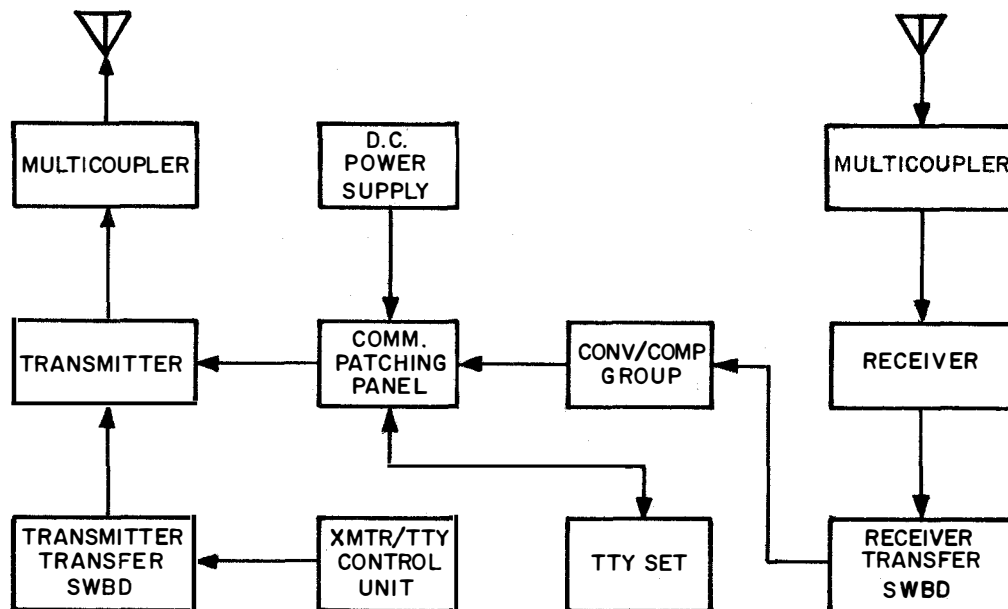 MULTICOUPLER
D.C.
POWER
SUPPLY
MULTICOUPLER
TRANSMITTER
COMM.
PATCHING
PANEL
CONV/COMP
GROUP
RECEIVER
TRANSMITTER
TRANSFER
SWBD
XMTR/TTY
CONTROL
UNIT
TTY SET
RECEIVER
TRANSFER
SWBD